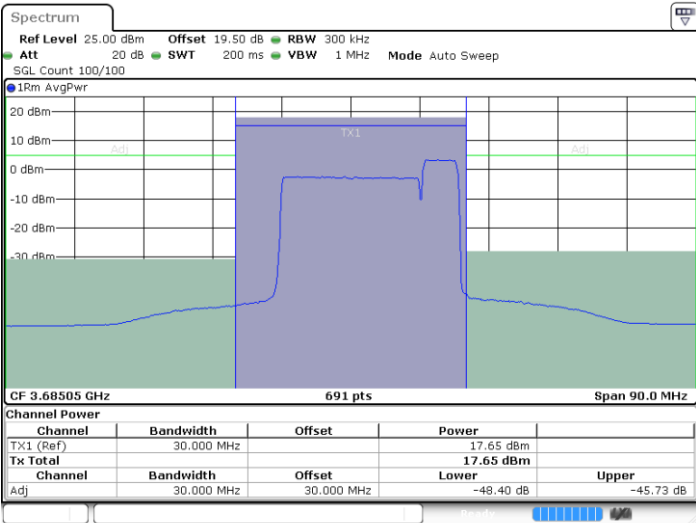 Spectrum
Ref Level 25.00 dBm Offset 19.50 dB RBW 300 kHz
Att 20 dB SWT 200 ms VBW 1 MHz Mode Auto Sweep
SGL Count 100/100
1Rm AvgPwr
20 dBm
TX1
10 dBm
Adj Adj
0 dBm
-10 dBm
-20 dBm
-30 dBm
CF 3.68505 GHz 691 pts Span 90.0 MHz
Channel Power
Channel Bandwidth Offset Power
TX1 (Ref) 30.000 MHz 17.65 dBm
Tx Total 17.65 dBm
Channel Bandwidth Offset Lower Upper
Adj 30.000 MHz 30.000 MHz -48.40 dB -45.73 dB
Ready